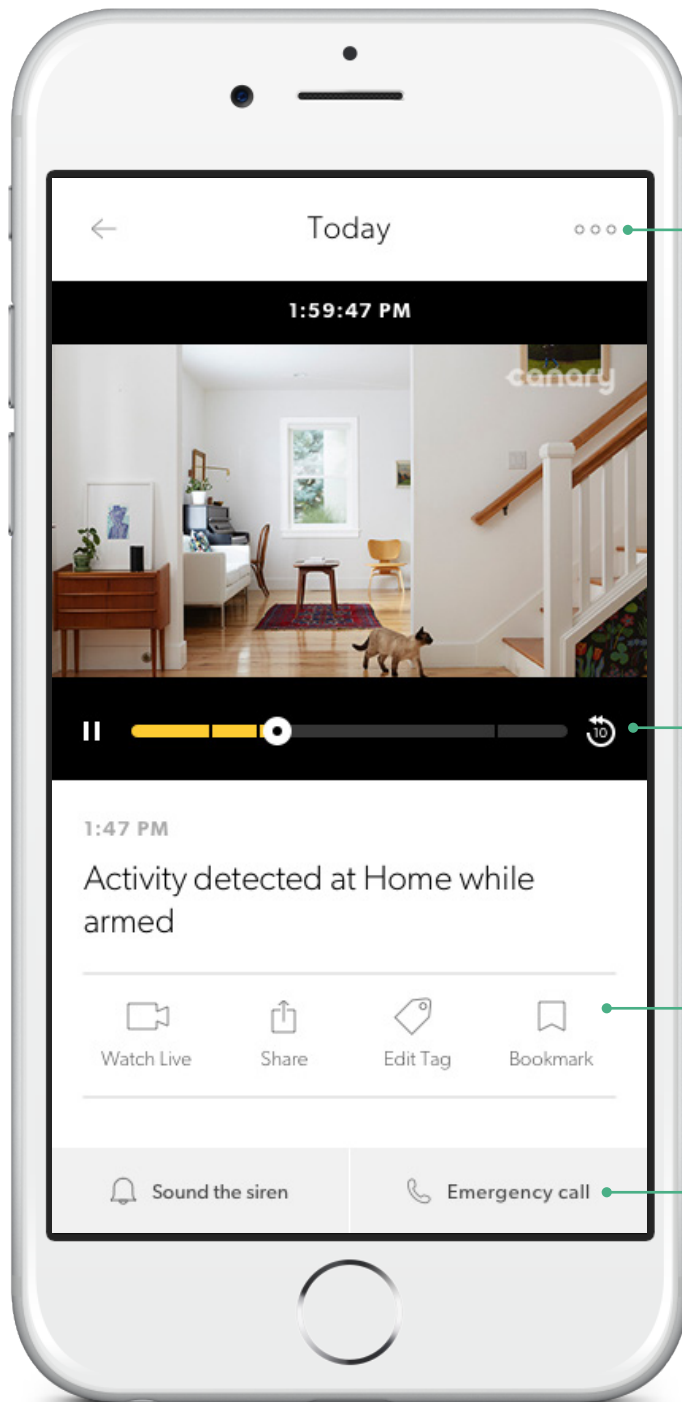 Today
1:59:47 PM
canary
10
1:47 PM
Activity detected at Home while
armed
Watch Live
Share
Edit Tag
Bookmark
Sound the siren
Emergency call